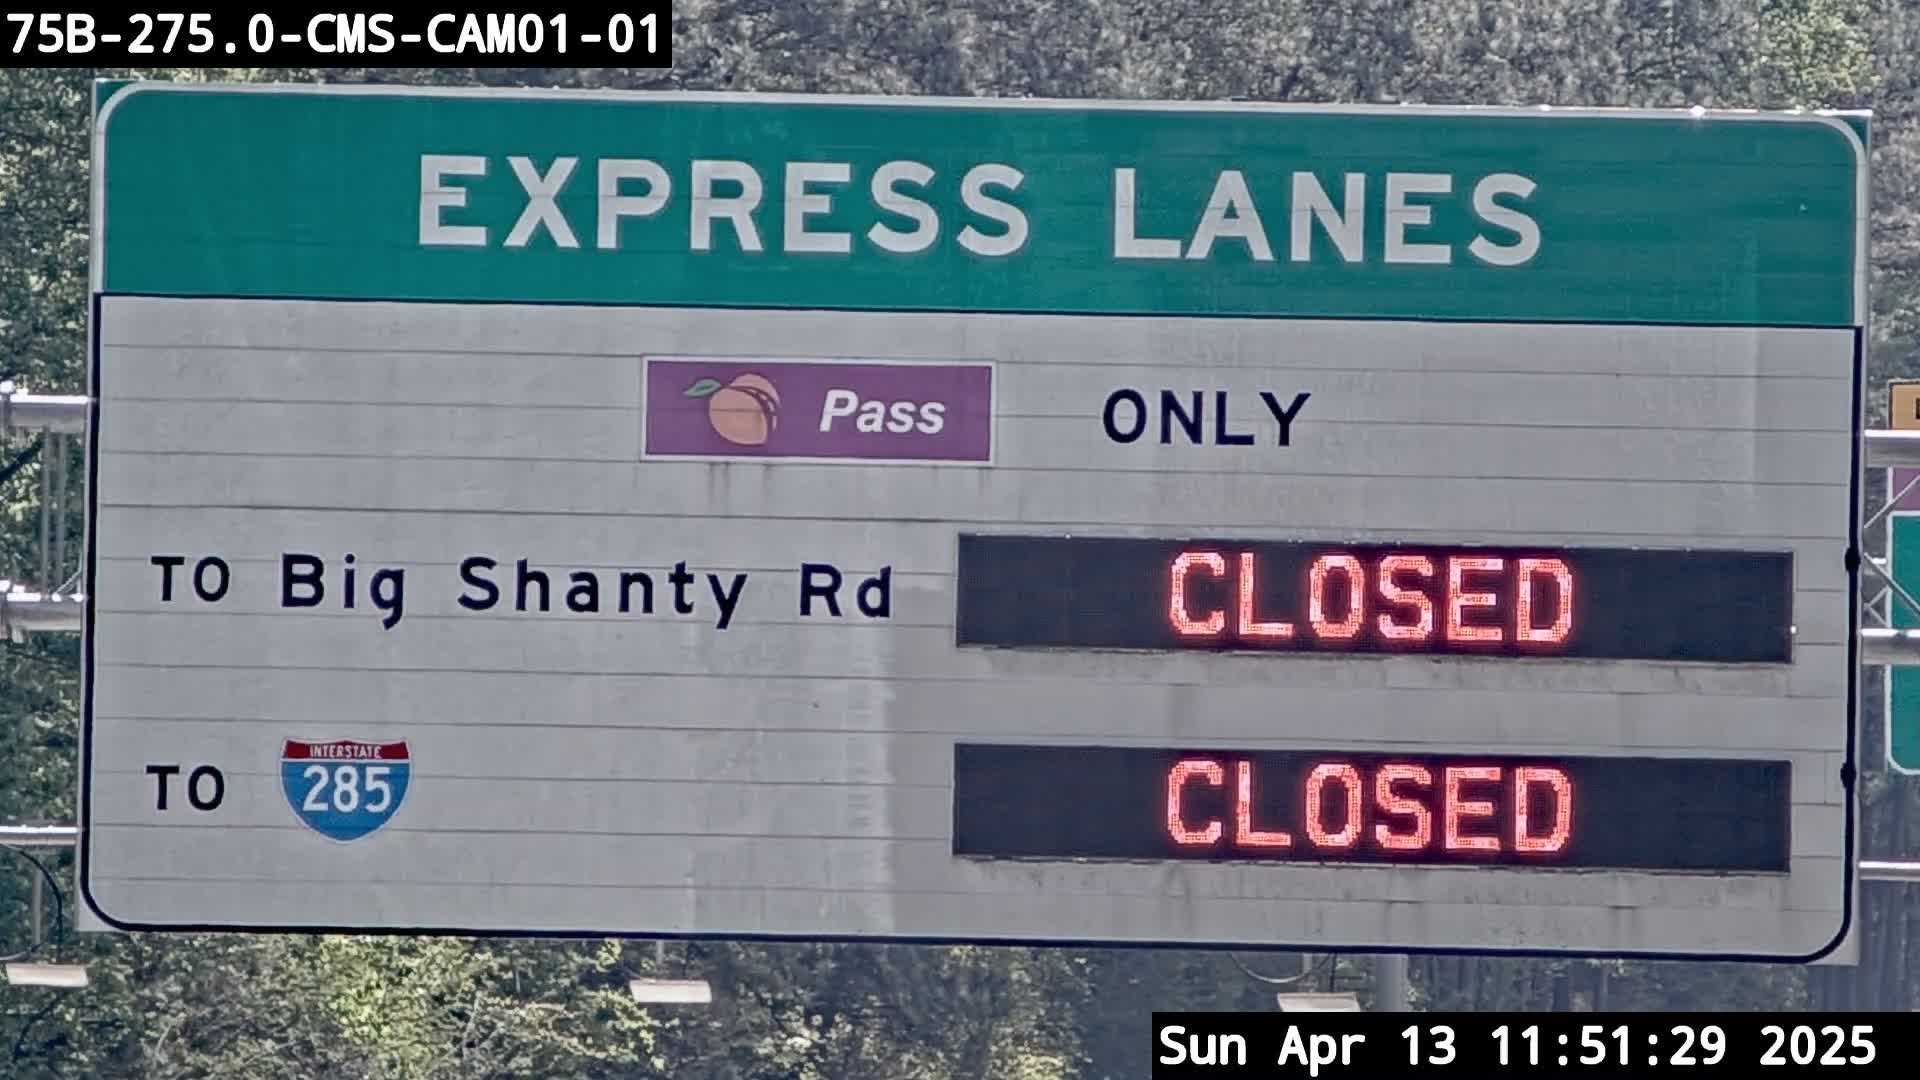 75B-275.0-CMS-CAM01-01
EXPRESS LANES
Pass ONLY
TO Big Shanty Rd CLOSED
TO INTERSTATE 285 CLOSED
Sun Apr 13 11:51:29 2025